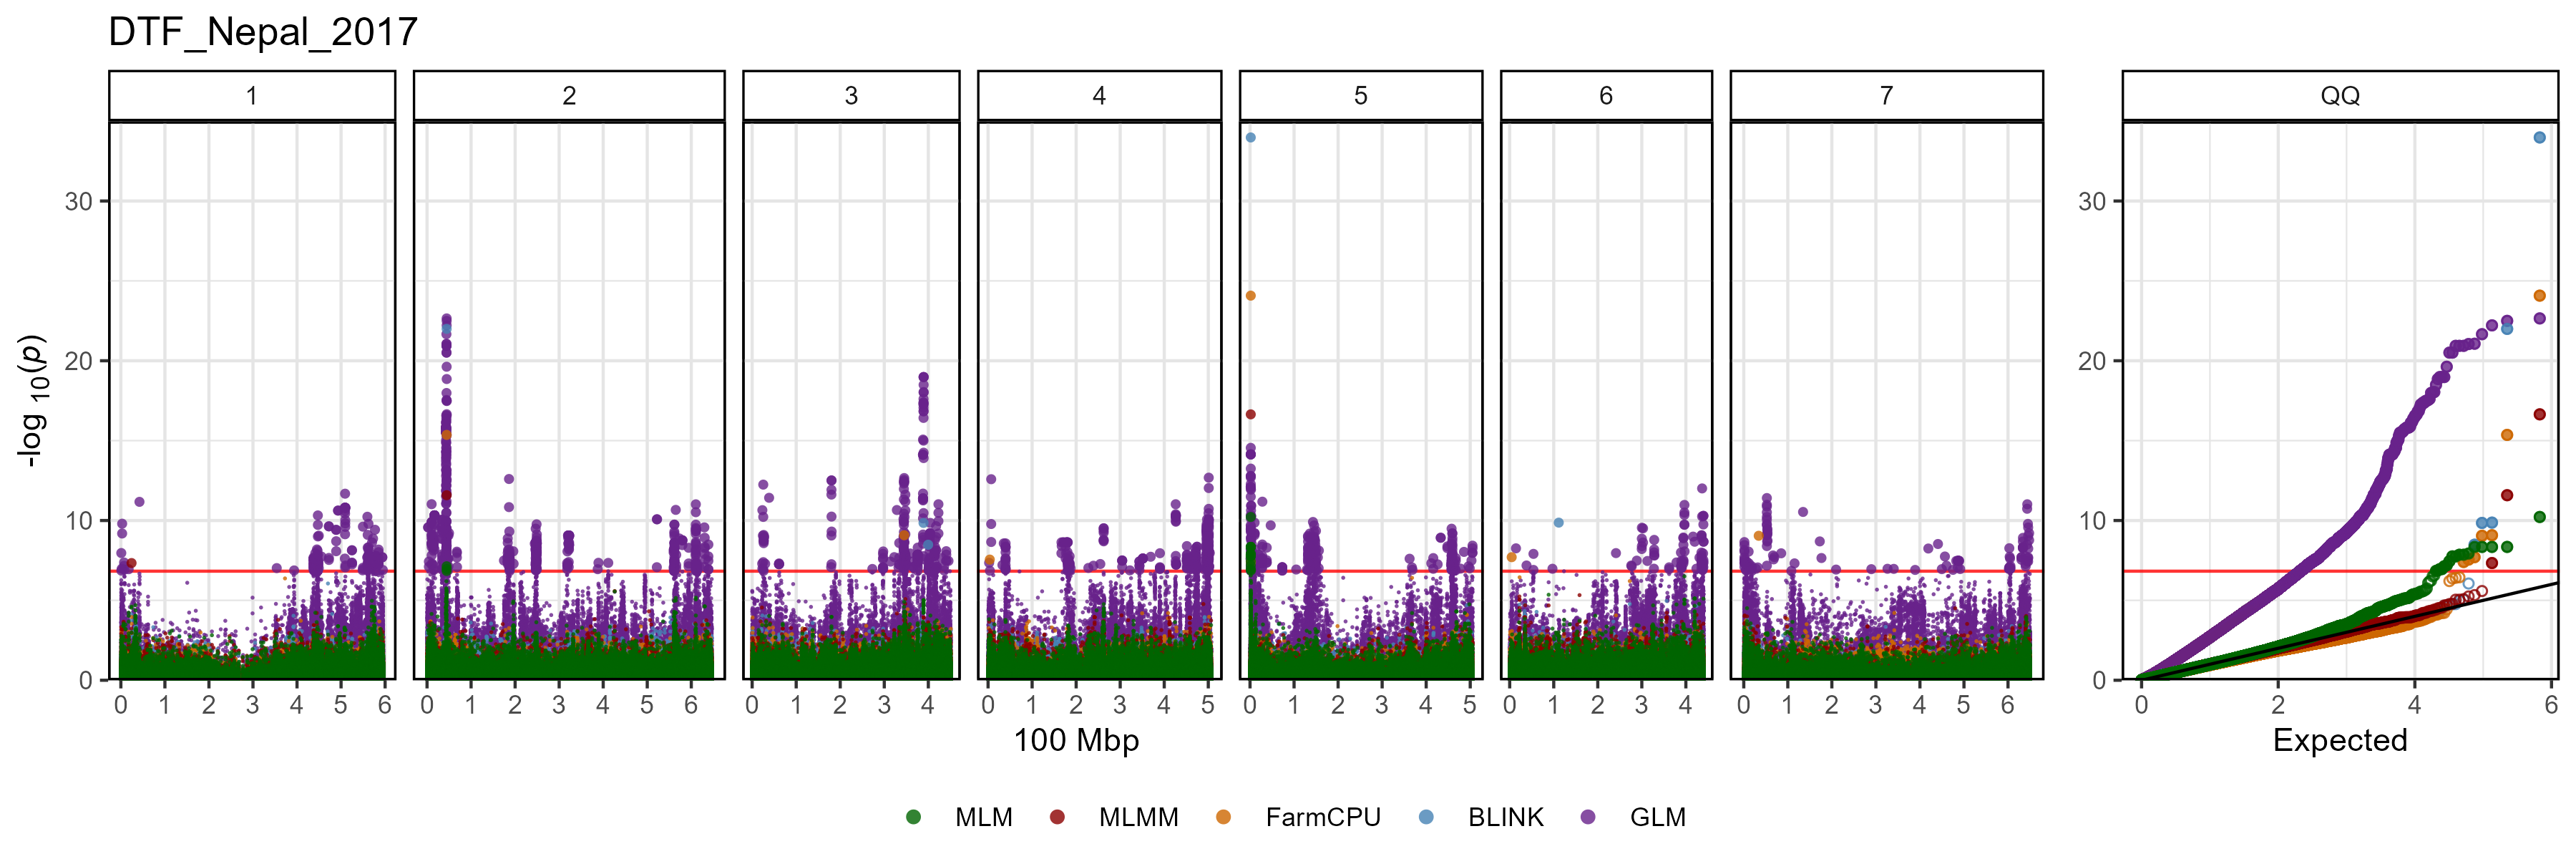 DTF_Nepal_2017
1 2 3 4 5 6 7 QQ
30 30
20 20
10 10
0 0
-log 10(p)
0 1 2 3 4 5 6 0 1 2 3 4 5 6 0 1 2 3 4 0 1 2 3 4 5 0 1 2 3 4 5 0 1 2 3 4 0 1 2 3 4 5 6 0 2 4 6
100 Mbp Expected
MLM MLMM FarmCPU BLINK GLM